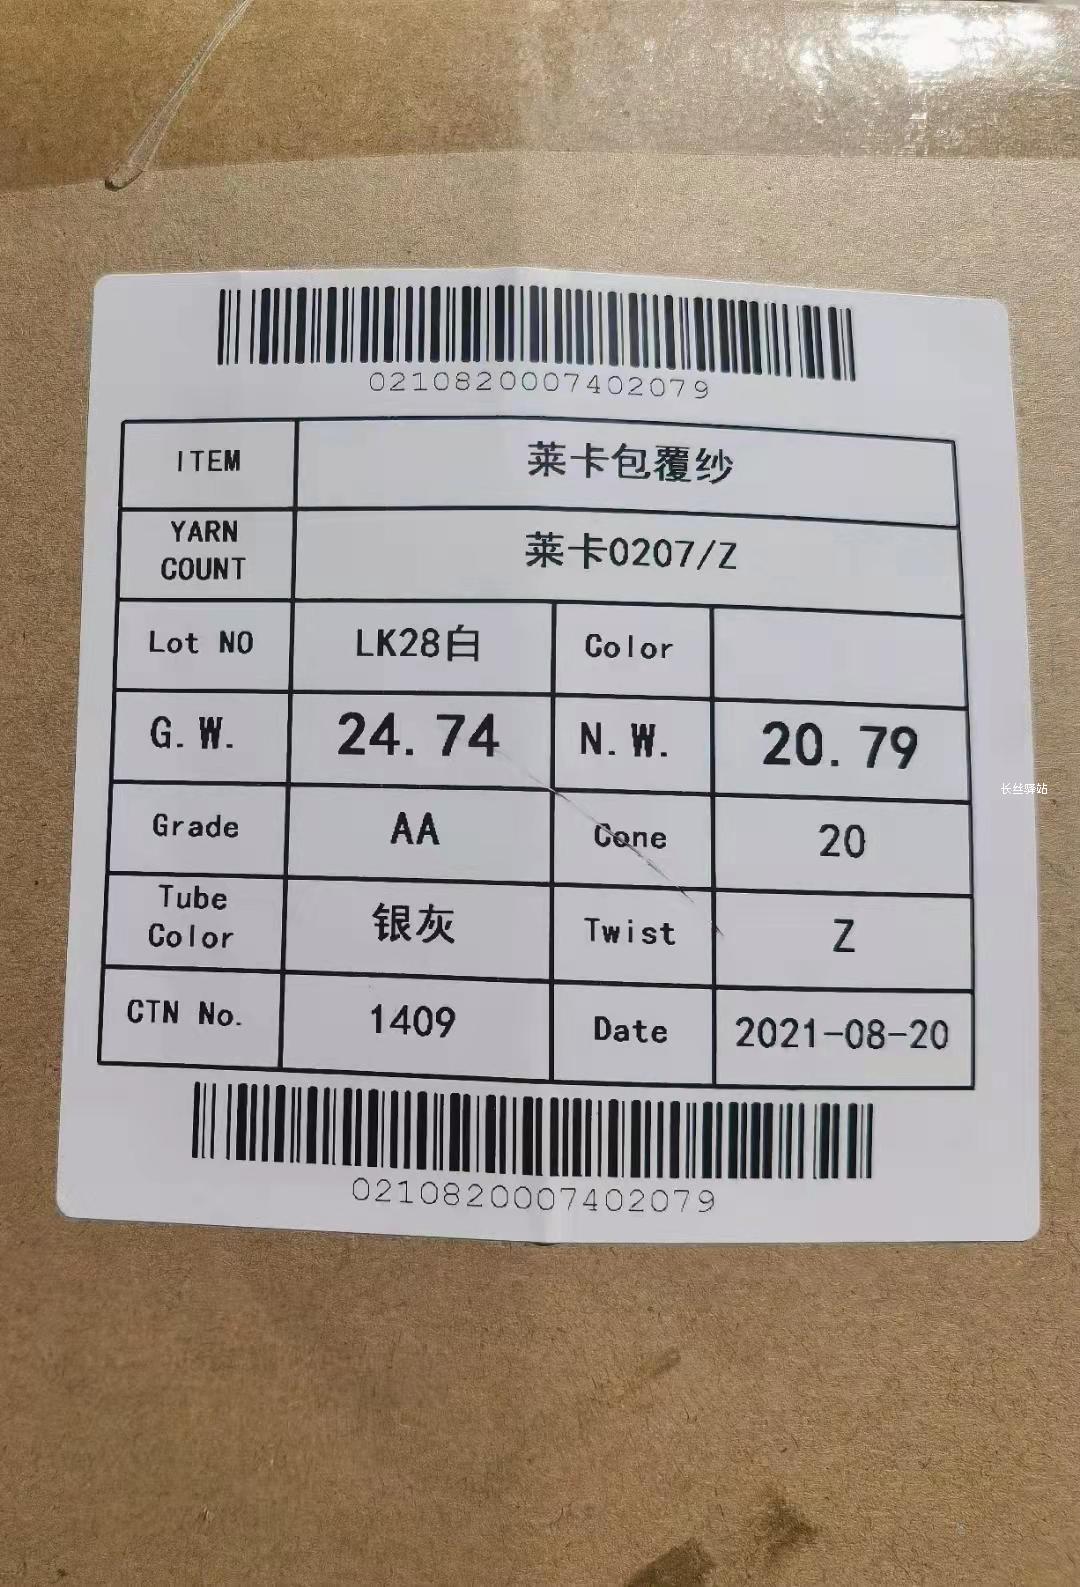 0210820007402079
ITEM 莱卡包覆纱
YARN COUNT 莱卡0207/Z
Lot NO LK28白 Color
G.W. 24.74 N.W. 20.79
Grade AA Cone 20
Tube Color 银灰 Twist Z
CTN No. 1409 Date 2021-08-20
0210820007402079
长丝驿站